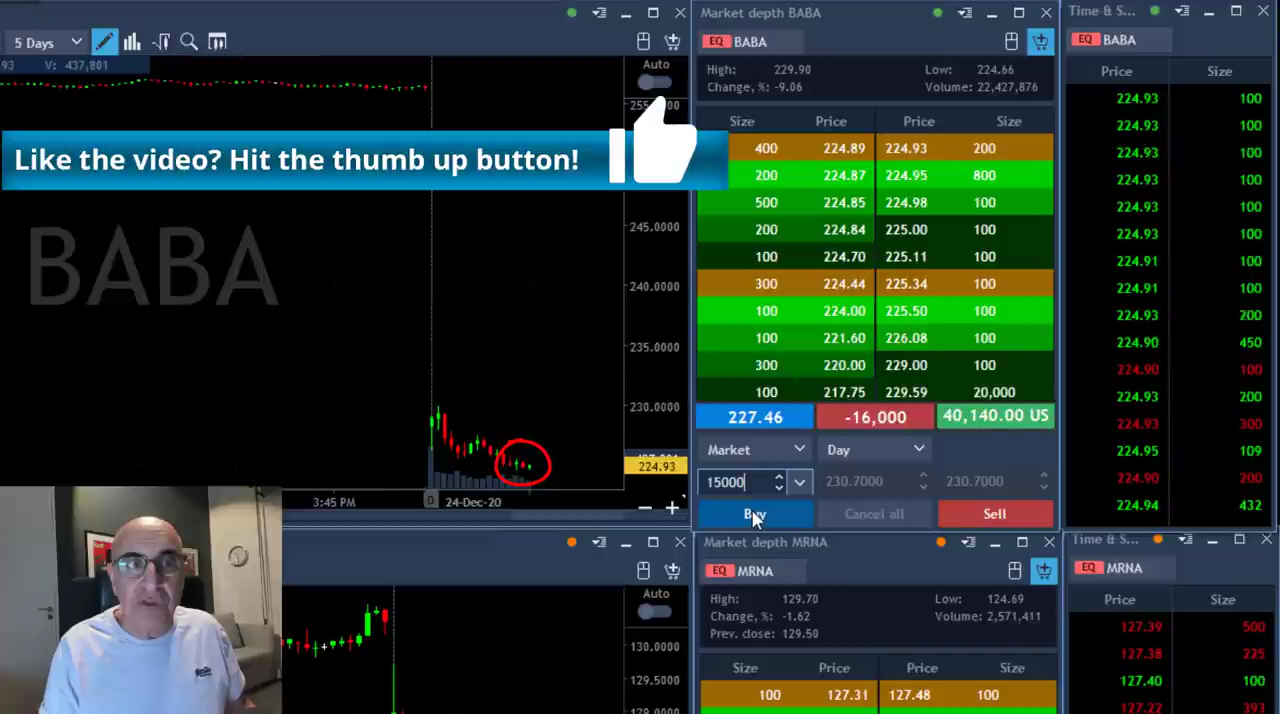 5 Days
93 V: 437,801
Auto
Like the video? Hit the thumb up button!
BABA
245.0000
240.0000
235.0000
230.0000
224.93
3:45 PM
D 24-Dec-20
Market depth BABA
EQ BABA
High: 229.90 Low: 224.66
Change, %: -9.06 Volume: 22,427,876
Size Price Price Size
400 224.89 224.93 200
200 224.87 224.95 800
500 224.85 224.98 100
200 224.84 225.00 100
100 224.70 225.11 100
300 224.44 225.34 100
100 224.00 225.50 100
100 221.60 226.08 100
300 220.00 229.00 100
100 217.75 229.59 20,000
227.46 -16,000 40,140.00 US
Market Day
15000 230.7000 230.7000
Buy Cancel all Sell
Time & S...
EQ BABA
Price Size
224.93 100
224.93 100
224.93 100
224.93 100
224.93 100
224.93 100
224.91 100
224.91 100
224.93 200
224.90 450
224.90 100
224.93 200
224.93 300
224.95 109
224.90 200
224.94 432
Auto
130.0000
129.5000
129.0000
Market depth MRNA
EQ MRNA
High: 129.70 Low: 124.69
Change, %: -1.62 Volume: 2,571,411
Prev. close: 129.50
Size Price Price Size
100 127.31 127.48 100
Time & S...
EQ MRNA
Price Size
127.39 500
127.38 225
127.40 100
127.22 393